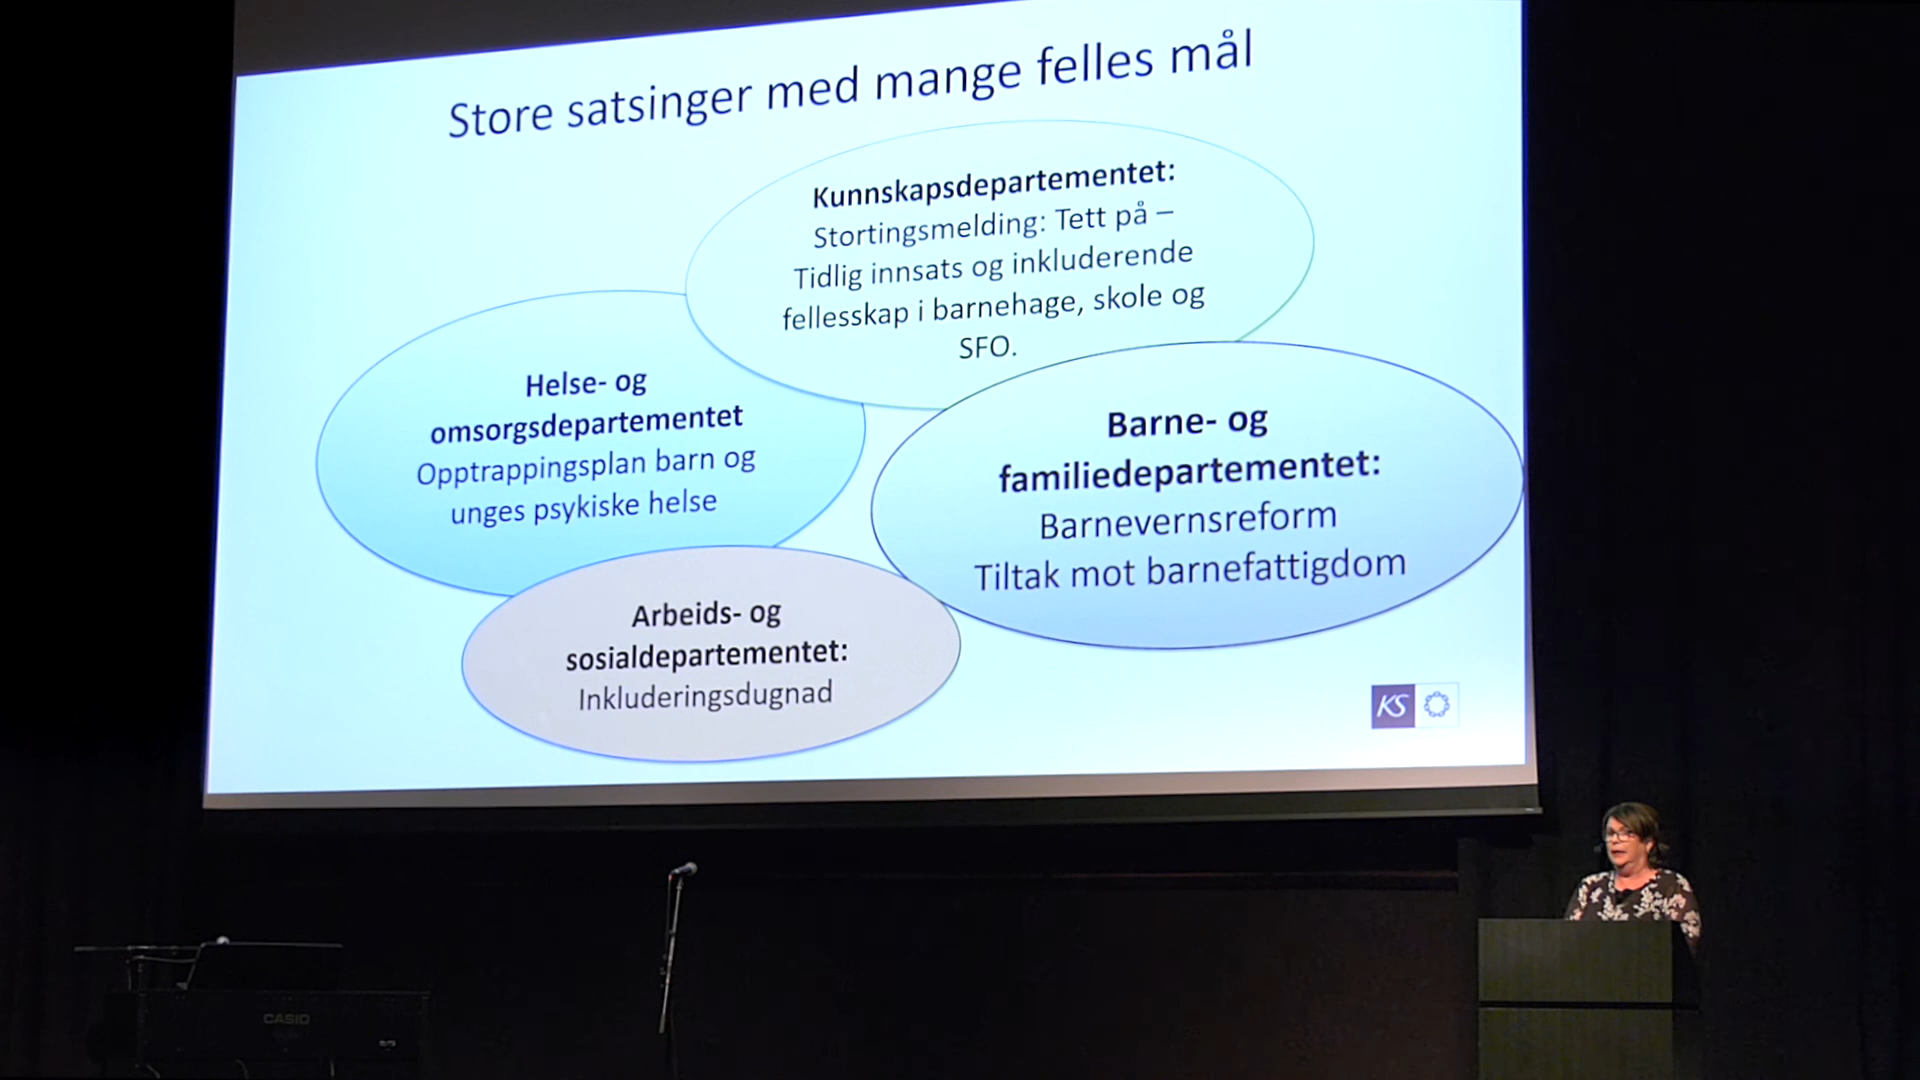 Store satsinger med mange felles mål
Kunnskapsdepartementet:
Stortingsmelding: Tett på –
Tidlig innsats og inkluderende
fellesskap i barnehage, skole og
SFO.
Helse- og
omsorgsdepartementet
Opptrappingsplan barn og
unges psykiske helse
Barne- og
familiedepartementet:
Barnevernsreform
Tiltak mot barnefattigdom
Arbeids- og
sosialdepartementet:
Inkluderingsdugnad
KS
CASIO